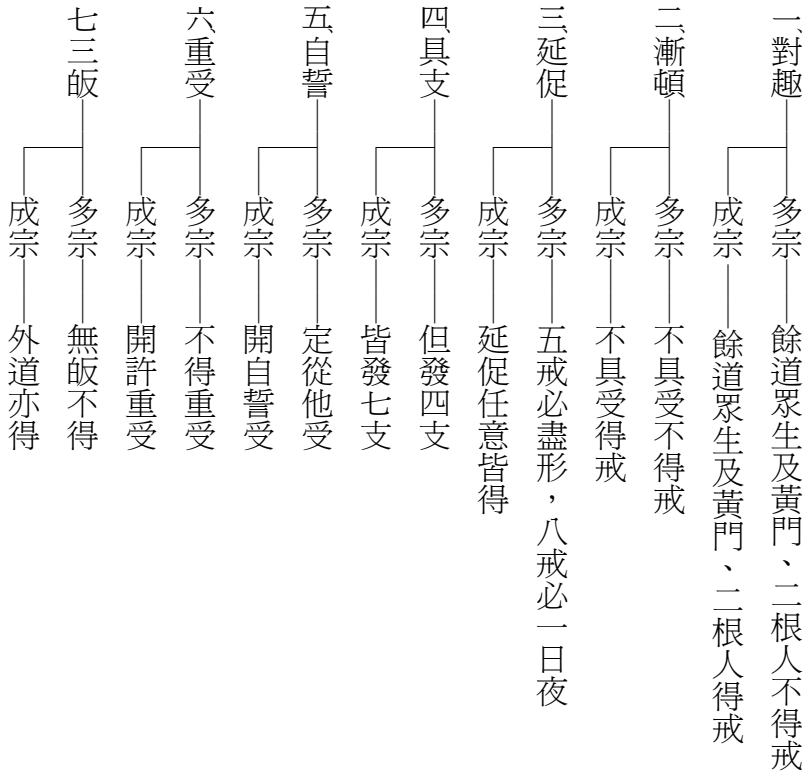 一、對趣
多宗
餘道眾生及黃門、二根人不得戒
成宗
餘道眾生及黃門、二根人得戒
二、漸頓
多宗
不具受不得戒
成宗
不具受得戒
三、延促
多宗
五戒必盡形，八戒必一日夜
成宗
延促任意皆得
四、具支
多宗
但發四支
成宗
皆發七支
五、自誓
多宗
定從他受
成宗
開自誓受
六、重受
多宗
不得重受
成宗
開許重受
七、三皈
多宗
無皈不得
成宗
外道亦得